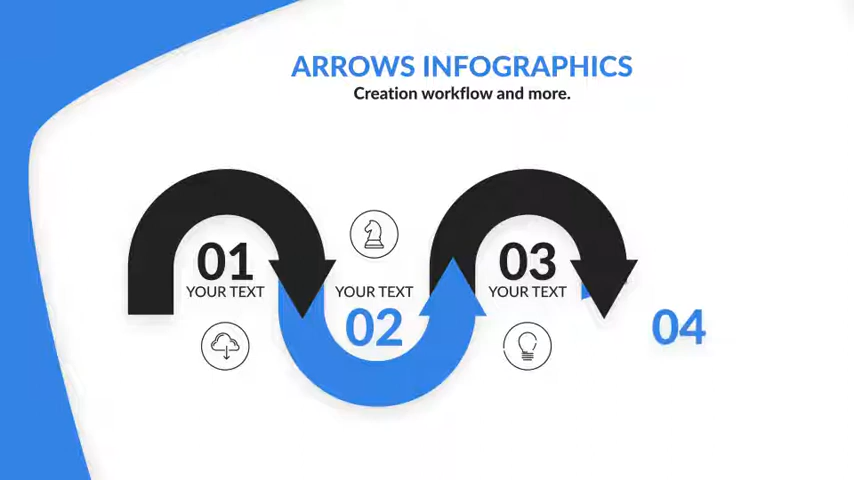 ARROWS INFOGRAPHICS
Creation workflow and more.
01
YOUR TEXT
YOUR TEXT
02
03
YOUR TEXT
04